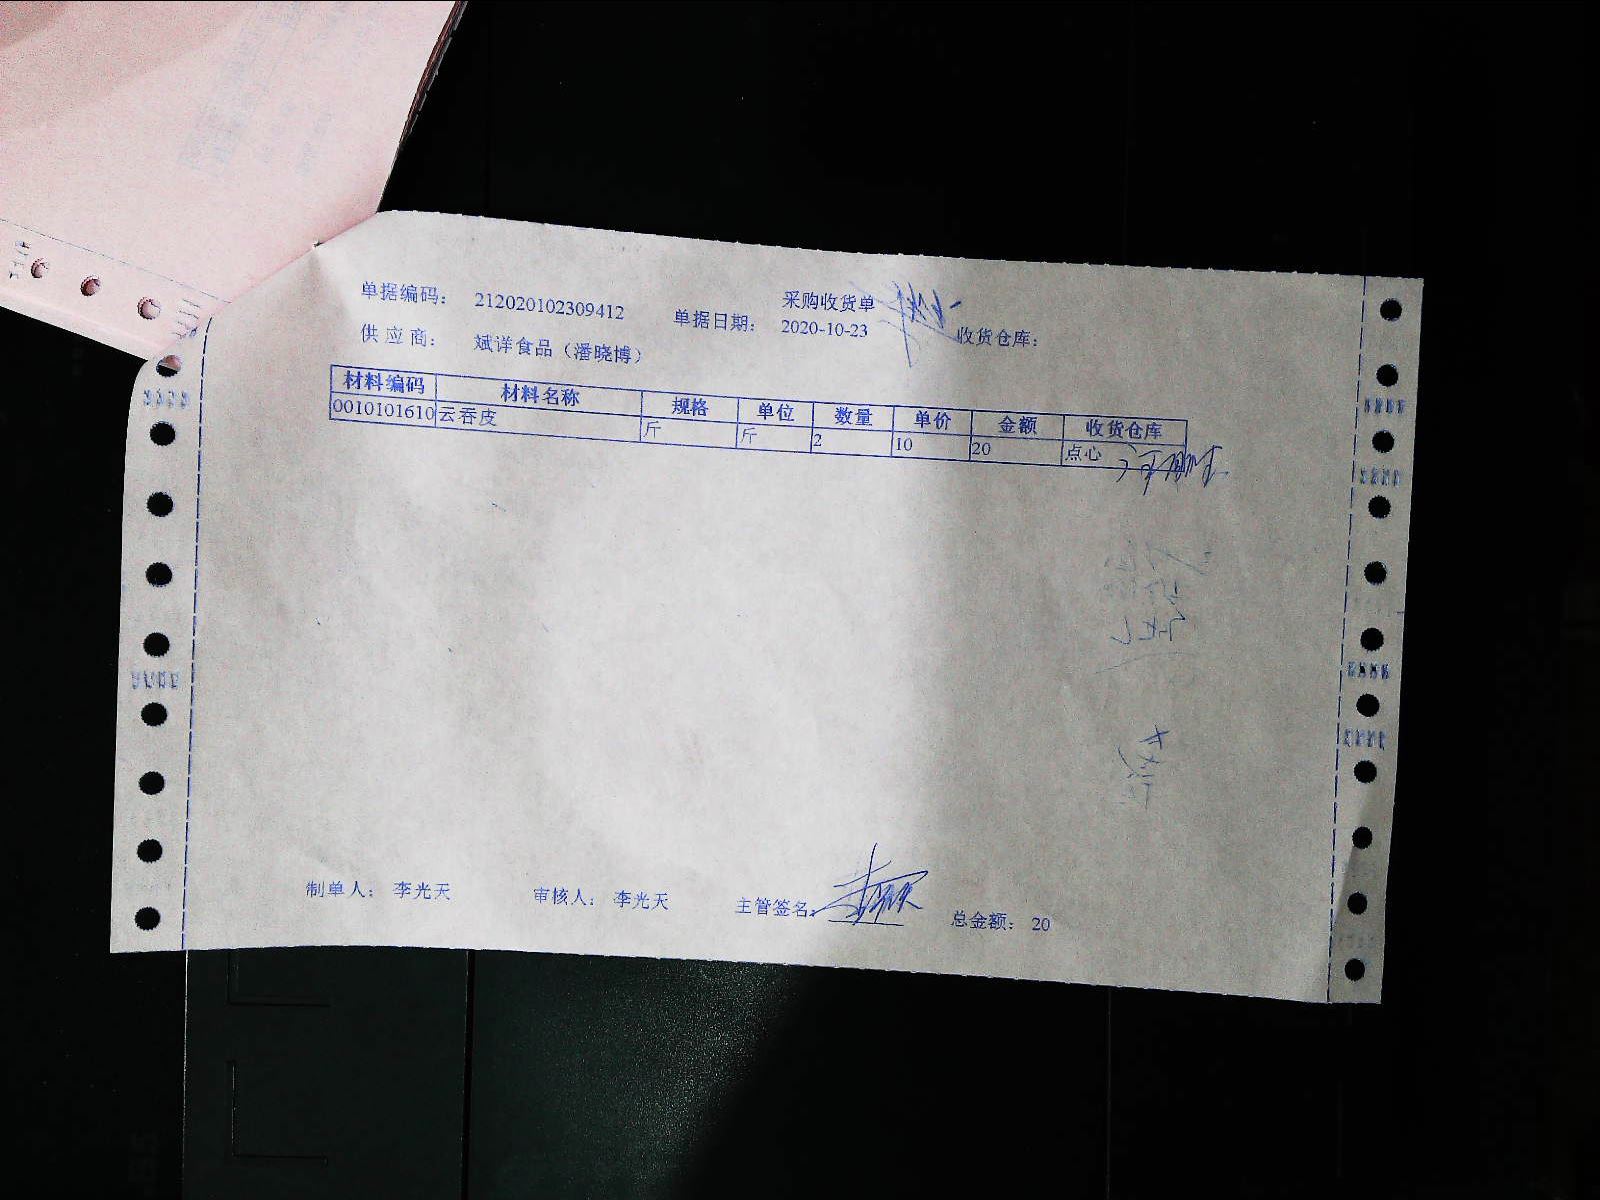 采购收货单
单据编码： 212020102309412 单据日期： 2020-10-23 收货仓库：
供应商： 斌详食品（潘晓博）
材料编码 材料名称 规格 单位 数量 单价 金额 收货仓库
0010101610 云吞皮 斤 斤 2 10 20 点心
制单人： 李光天 审核人： 李光天 主管签名： 总金额： 20